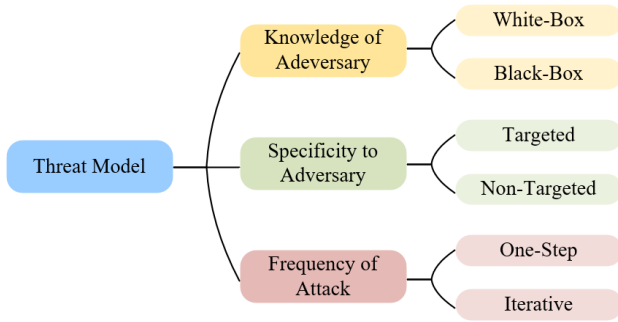 Threat Model
Knowledge of
Adeversary
White-Box
Black-Box
Specificity to
Adversary
Targeted
Non-Targeted
Frequency of
Attack
One-Step
Iterative